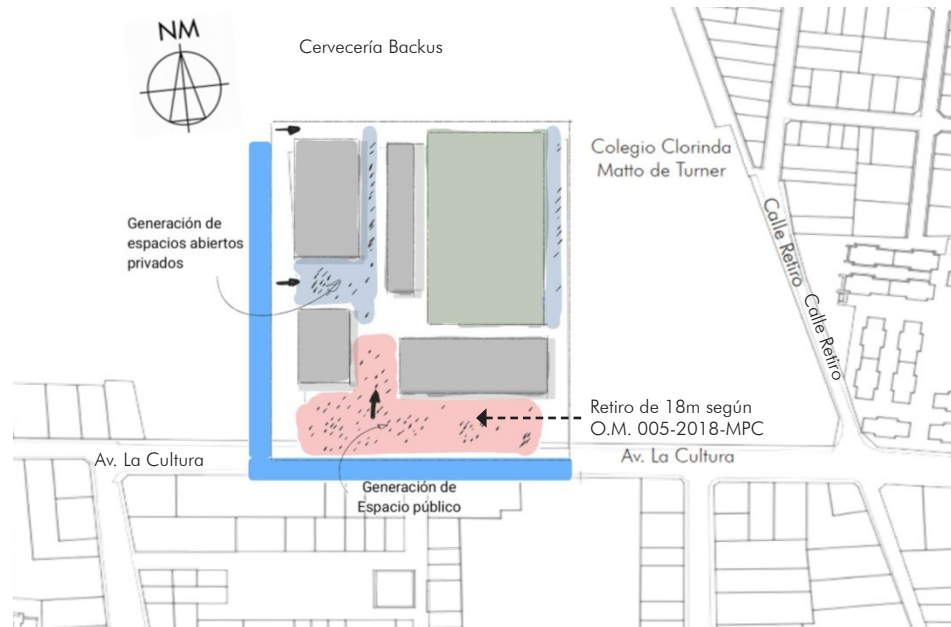 NM
Cervecería Backus
Colegio Clorinda
Matto de Turner
Calle Retiro
Calle Retiro
Generación de
espacios abiertos
privados
Retiro de 18m según
O.M. 005-2018-MPC
Av. La Cultura
Av. La Cultura
Generación de
Espacio público